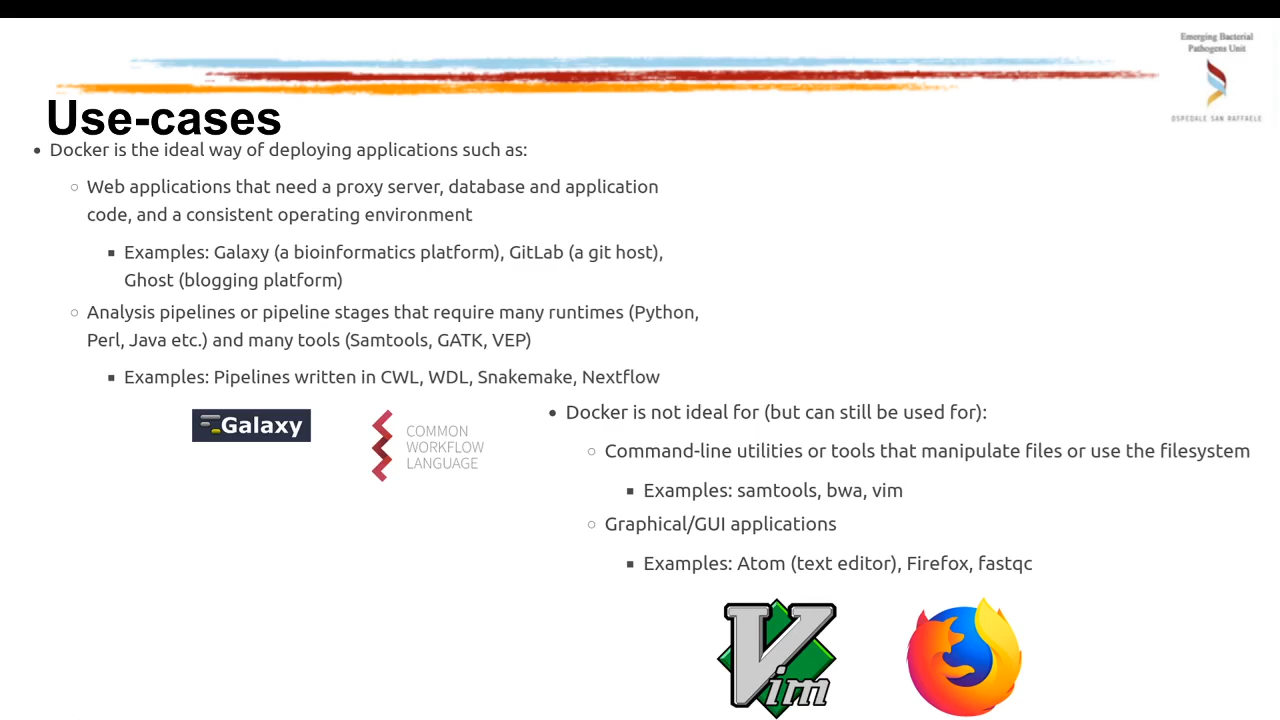 Emerging Bacterial
Pathogens Unit
OSPEDALE SAN RAFFAELE
Use-cases
• Docker is the ideal way of deploying applications such as:
○ Web applications that need a proxy server, database and application
code, and a consistent operating environment
▪ Examples: Galaxy (a bioinformatics platform), GitLab (a git host),
Ghost (blogging platform)
○ Analysis pipelines or pipeline stages that require many runtimes (Python,
Perl, Java etc.) and many tools (Samtools, GATK, VEP)
▪ Examples: Pipelines written in CWL, WDL, Snakemake, Nextflow
Galaxy
COMMON
WORKFLOW
LANGUAGE
• Docker is not ideal for (but can still be used for):
○ Command-line utilities or tools that manipulate files or use the filesystem
▪ Examples: samtools, bwa, vim
○ Graphical/GUI applications
▪ Examples: Atom (text editor), Firefox, fastqc
Vim